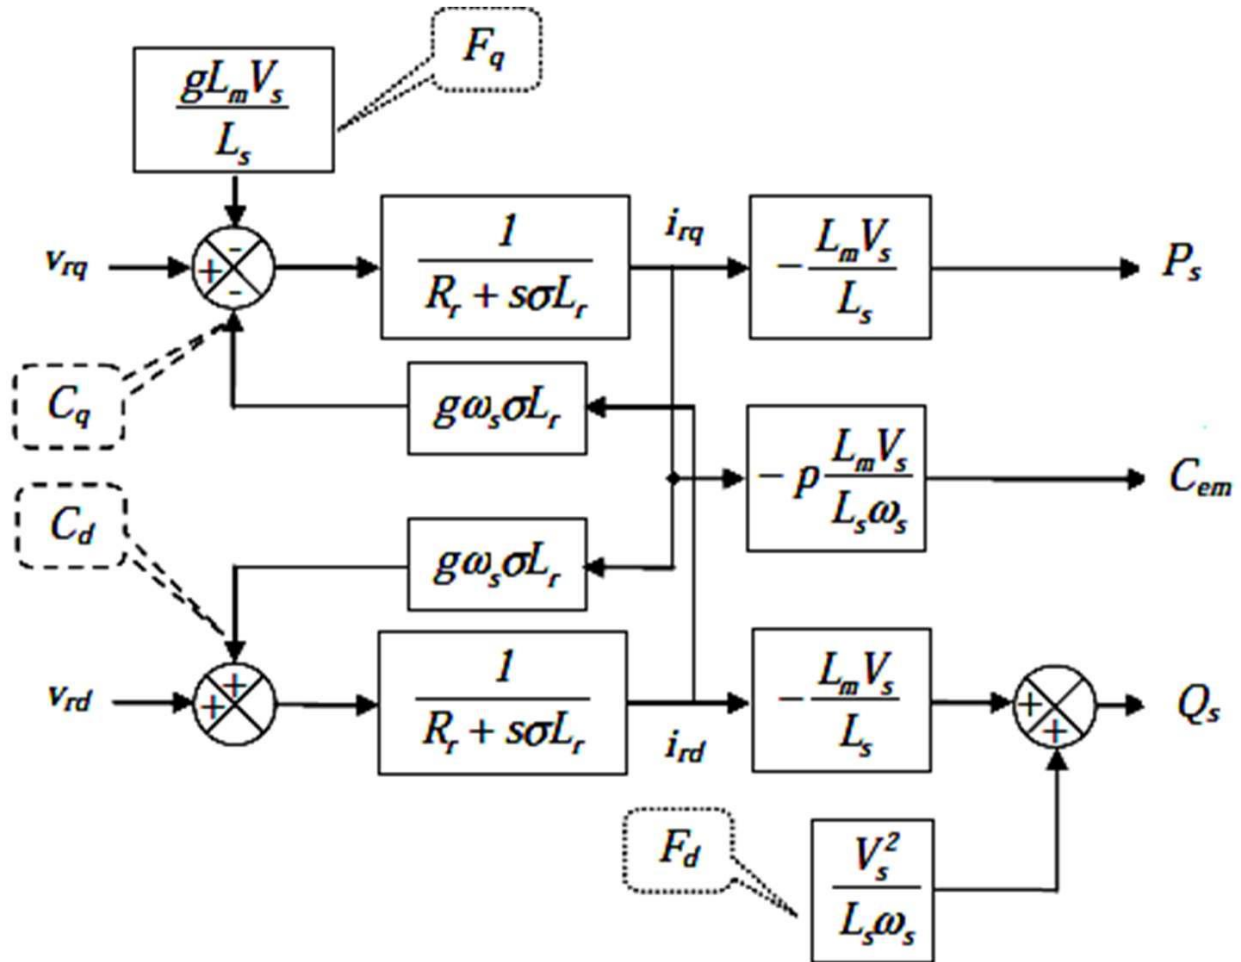 F_q
gL_mV_s
L_s
v_rq
+
-
-
1
R_r + sσL_r
i_rq
- L_mV_s
L_s
P_s
C_q
gω_sσL_r
- p L_mV_s
L_sω_s
C_em
C_d
gω_sσL_r
v_rd
+
+
1
R_r + sσL_r
i_rd
- L_mV_s
L_s
+
+
Q_s
F_d
V_s^2
L_sω_s